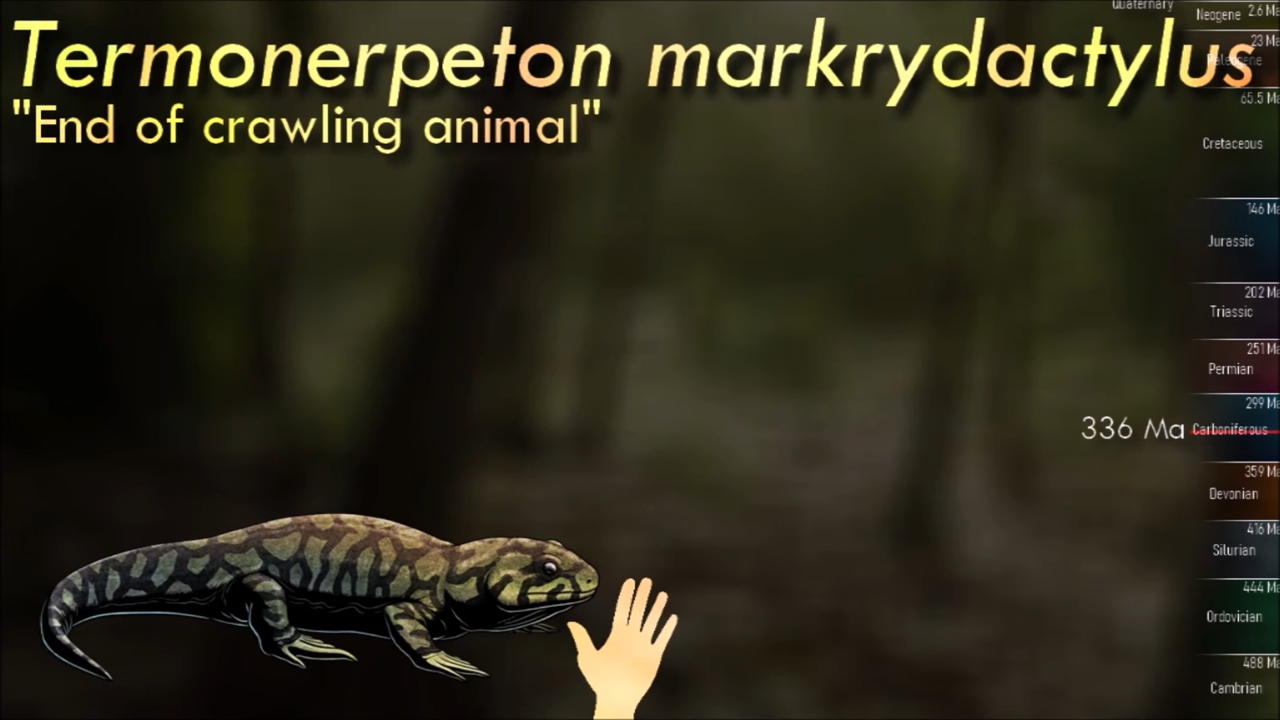 Termonerpeton markrydactylus
"End of crawling animal"
Quaternary
2.6 Ma
Neogene
23 Ma
Paleogene
65.5 Ma
Cretaceous
146 Ma
Jurassic
202 Ma
Triassic
251 Ma
Permian
299 Ma
336 Ma
Carboniferous
359 Ma
Devonian
416 Ma
Silurian
444 Ma
Ordovician
488 Ma
Cambrian